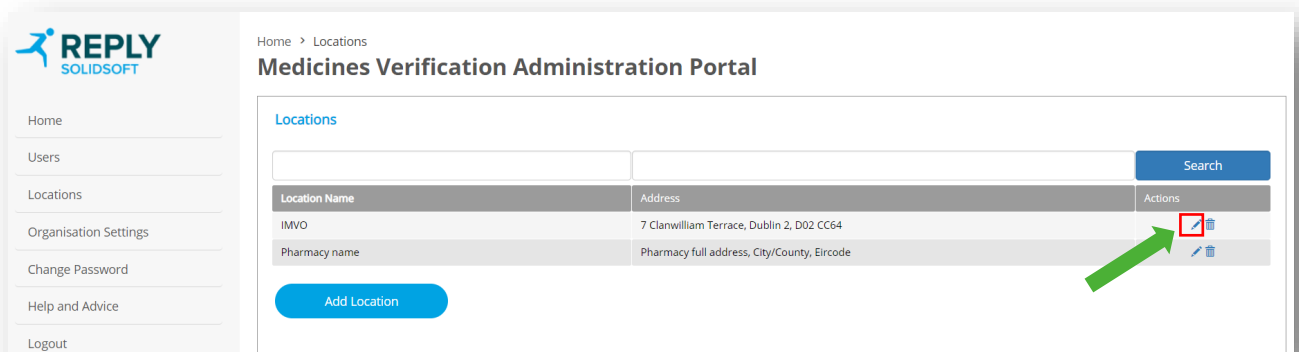 REPLY
SOLIDSOFT
Home
Users
Locations
Organisation Settings
Change Password
Help and Advice
Logout
Home > Locations
Medicines Verification Administration Portal
Locations
Search
Location Name Address Actions
IMVO 7 Clanwilliam Terrace, Dublin 2, D02 CC64
Pharmacy name Pharmacy full address, City/County, Eircode
Add Location